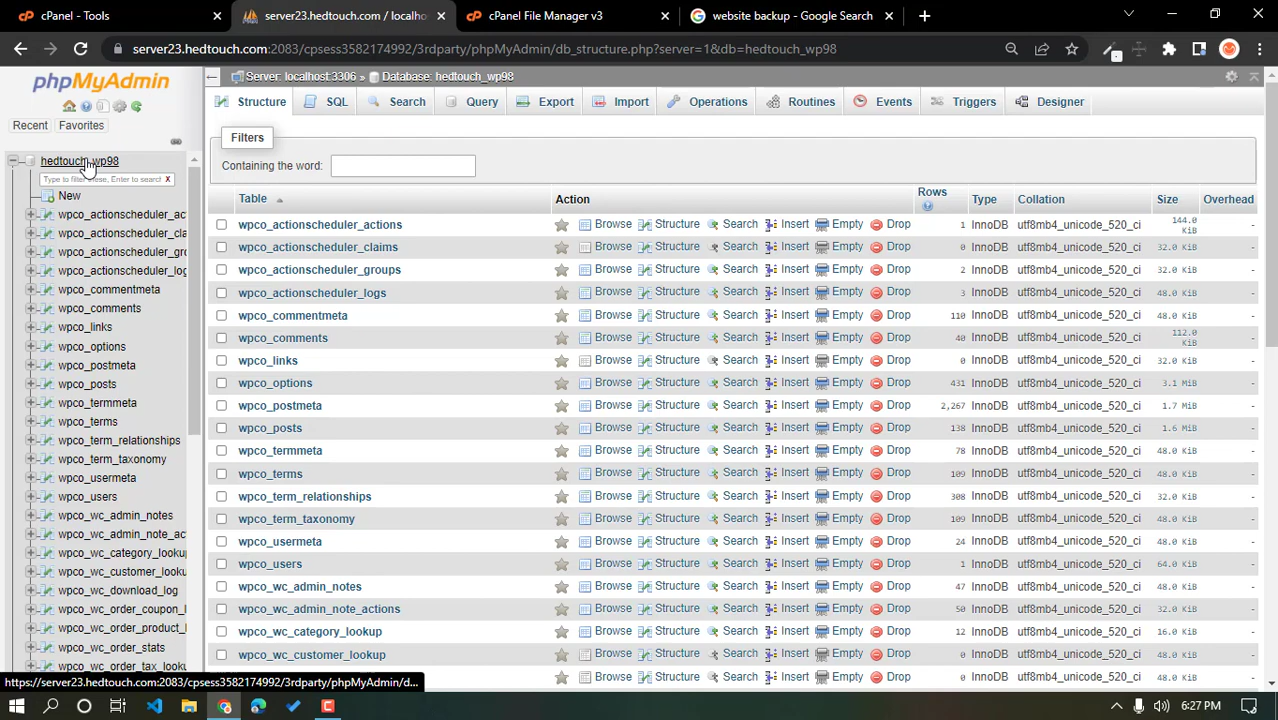 cPanel - Tools
server23.hedtouch.com / localho
cPanel File Manager v3
website backup - Google Search
server23.hedtouch.com:2083/cpsess3582174992/3rdparty/phpMyAdmin/db_structure.php?server=1&db=hedtouch_wp98
phpMyAdmin
Server: localhost:3306 » Database: hedtouch_wp98
Structure SQL Search Query Export Import Operations Routines Events Triggers Designer
Recent Favorites
hedtouch_wp98
Type to filter these, Enter to search X
New
wpco_actionscheduler_ac
wpco_actionscheduler_cla
wpco_actionscheduler_gro
wpco_actionscheduler_log
wpco_commentmeta
wpco_comments
wpco_links
wpco_options
wpco_postmeta
wpco_posts
wpco_termmeta
wpco_terms
wpco_term_relationships
wpco_term_taxonomy
wpco_usermeta
wpco_users
wpco_wc_admin_notes
wpco_wc_admin_note_ac
wpco_wc_category_lookup
wpco_wc_customer_looku
wpco_wc_download_log
wpco_wc_order_coupon_l
wpco_wc_order_product_l
wpco_wc_order_stats
wpco_wc_order_tax_looku
Filters
Containing the word:
Table Action Rows Type Collation Size Overhead
wpco_actionscheduler_actions Browse Structure Search Insert Empty Drop 1 InnoDB utf8mb4_unicode_520_ci 144.0 KiB -
wpco_actionscheduler_claims Browse Structure Search Insert Empty Drop 0 InnoDB utf8mb4_unicode_520_ci 32.0 KiB -
wpco_actionscheduler_groups Browse Structure Search Insert Empty Drop 2 InnoDB utf8mb4_unicode_520_ci 32.0 KiB -
wpco_actionscheduler_logs Browse Structure Search Insert Empty Drop 3 InnoDB utf8mb4_unicode_520_ci 48.0 KiB -
wpco_commentmeta Browse Structure Search Insert Empty Drop 110 InnoDB utf8mb4_unicode_520_ci 48.0 KiB -
wpco_comments Browse Structure Search Insert Empty Drop 40 InnoDB utf8mb4_unicode_520_ci 112.0 KiB -
wpco_links Browse Structure Search Insert Empty Drop 0 InnoDB utf8mb4_unicode_520_ci 32.0 KiB -
wpco_options Browse Structure Search Insert Empty Drop 431 InnoDB utf8mb4_unicode_520_ci 3.1 MiB -
wpco_postmeta Browse Structure Search Insert Empty Drop 2,267 InnoDB utf8mb4_unicode_520_ci 1.7 MiB -
wpco_posts Browse Structure Search Insert Empty Drop 138 InnoDB utf8mb4_unicode_520_ci 1.6 MiB -
wpco_termmeta Browse Structure Search Insert Empty Drop 78 InnoDB utf8mb4_unicode_520_ci 48.0 KiB -
wpco_terms Browse Structure Search Insert Empty Drop 109 InnoDB utf8mb4_unicode_520_ci 48.0 KiB -
wpco_term_relationships Browse Structure Search Insert Empty Drop 308 InnoDB utf8mb4_unicode_520_ci 32.0 KiB -
wpco_term_taxonomy Browse Structure Search Insert Empty Drop 109 InnoDB utf8mb4_unicode_520_ci 48.0 KiB -
wpco_usermeta Browse Structure Search Insert Empty Drop 24 InnoDB utf8mb4_unicode_520_ci 48.0 KiB -
wpco_users Browse Structure Search Insert Empty Drop 1 InnoDB utf8mb4_unicode_520_ci 64.0 KiB -
wpco_wc_admin_notes Browse Structure Search Insert Empty Drop 47 InnoDB utf8mb4_unicode_520_ci 48.0 KiB -
wpco_wc_admin_note_actions Browse Structure Search Insert Empty Drop 50 InnoDB utf8mb4_unicode_520_ci 32.0 KiB -
wpco_wc_category_lookup Browse Structure Search Insert Empty Drop 12 InnoDB utf8mb4_unicode_520_ci 16.0 KiB -
wpco_wc_customer_lookup Browse Structure Search Insert Empty Drop 0 InnoDB utf8mb4_unicode_520_ci 48.0 KiB -
Browse Structure Search Insert Empty Drop 0 InnoDB utf8mb4_unicode_520_ci 48.0 KiB -
https://server23.hedtouch.com:2083/cpsess3582174992/3rdparty/phpMyAdmin/d...
6:27 PM